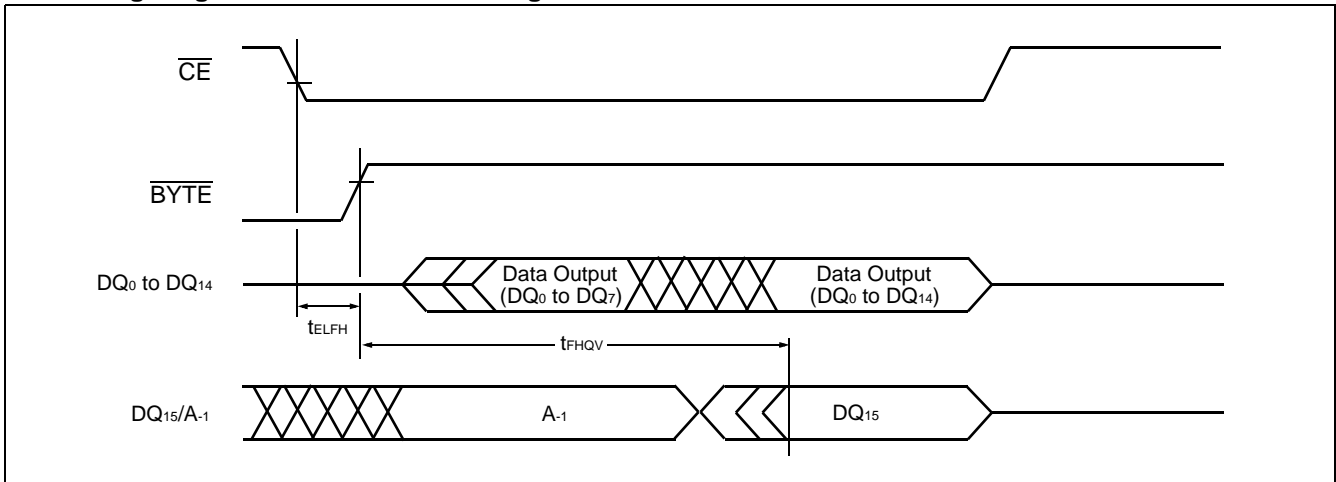 CE
BYTE
DQ0 to DQ14
Data Output
(DQ0 to DQ7)
Data Output
(DQ0 to DQ14)
tELFH
tFHQV
DQ15/A-1
A-1
DQ15